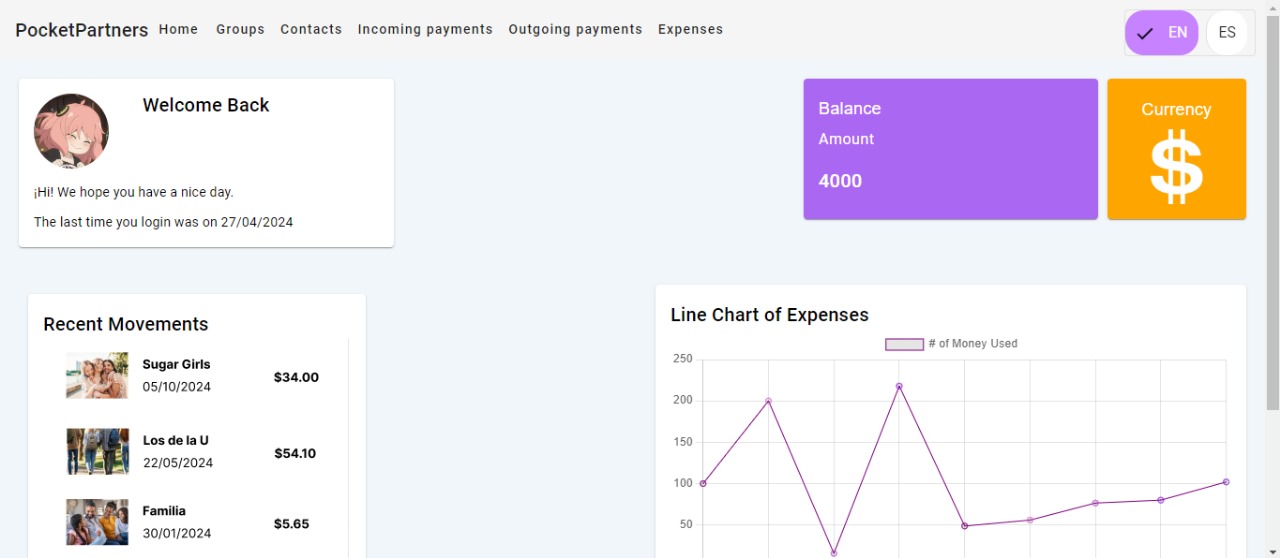 PocketPartners Home Groups Contacts Incoming payments Outgoing payments Expenses EN ES
Welcome Back
¡Hi! We hope you have a nice day.
The last time you login was on 27/04/2024
Balance
Amount
4000
Currency
$
Recent Movements
Sugar Girls
05/10/2024
$34.00
Los de la U
22/05/2024
$54.10
Familia
30/01/2024
$5.65
Line Chart of Expenses
# of Money Used
250
200
150
100
50